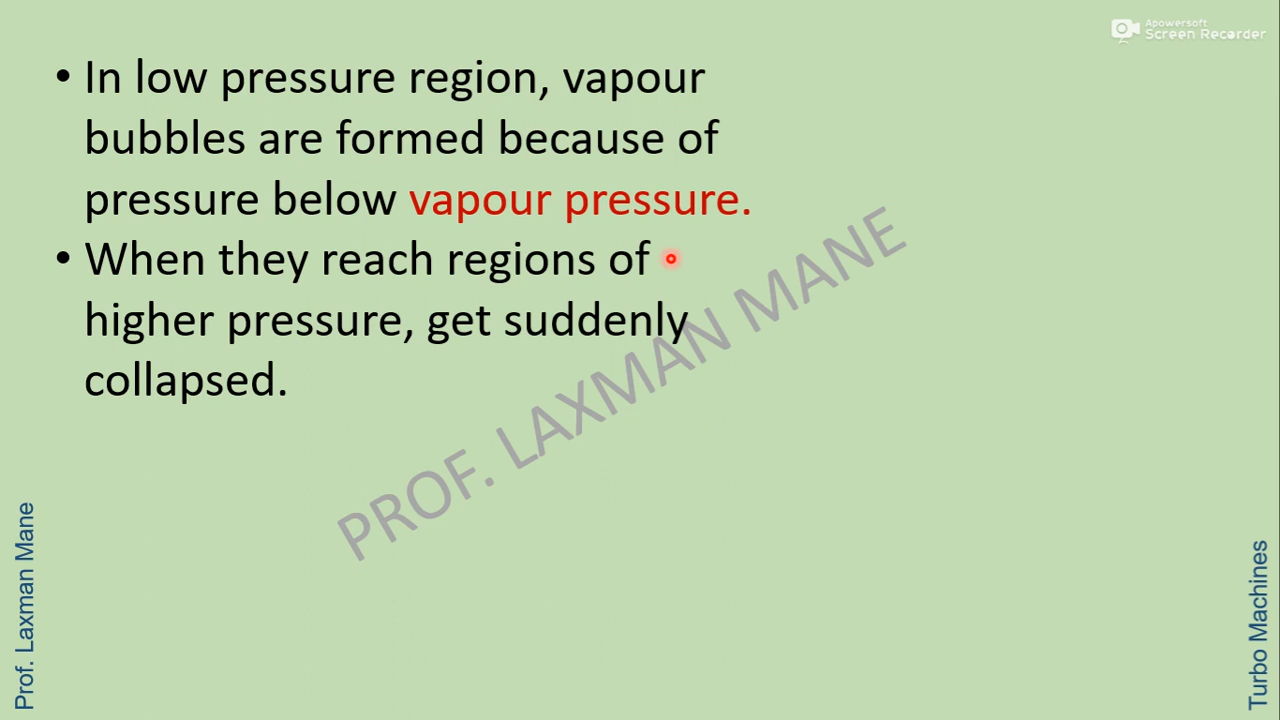 Apowersoft
Screen Recorder
• In low pressure region, vapour
bubbles are formed because of
pressure below vapour pressure.
• When they reach regions of
higher pressure, get suddenly
collapsed.
PROF. LAXMAN MANE
Prof. Laxman Mane
Turbo Machines